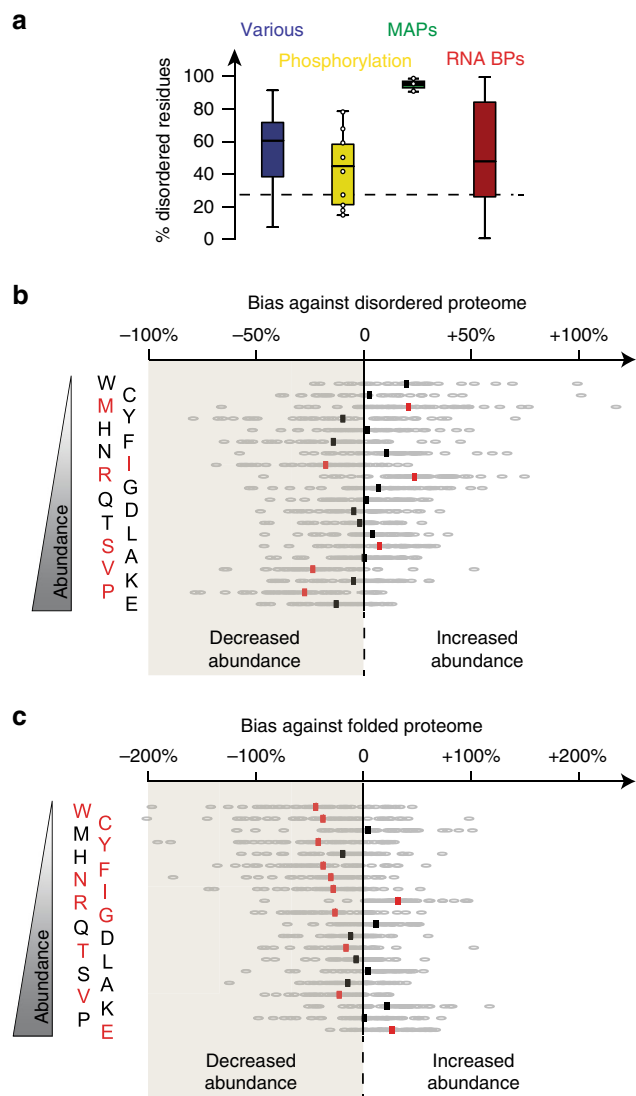 a
Various
MAPs
Phosphorylation
RNA BPs
% disordered residues
100
80
60
40
20
0
b
Bias against disordered proteome
−100%
−50%
0
+50%
+100%
W
C
M
Y
H
F
N
I
R
G
Q
D
T
L
S
A
V
K
P
E
Abundance
Decreased abundance
Increased abundance
c
Bias against folded proteome
−200%
−100%
0
+100%
+200%
W
C
M
Y
H
F
N
I
R
G
Q
D
T
L
S
A
V
K
P
E
Abundance
Decreased abundance
Increased abundance